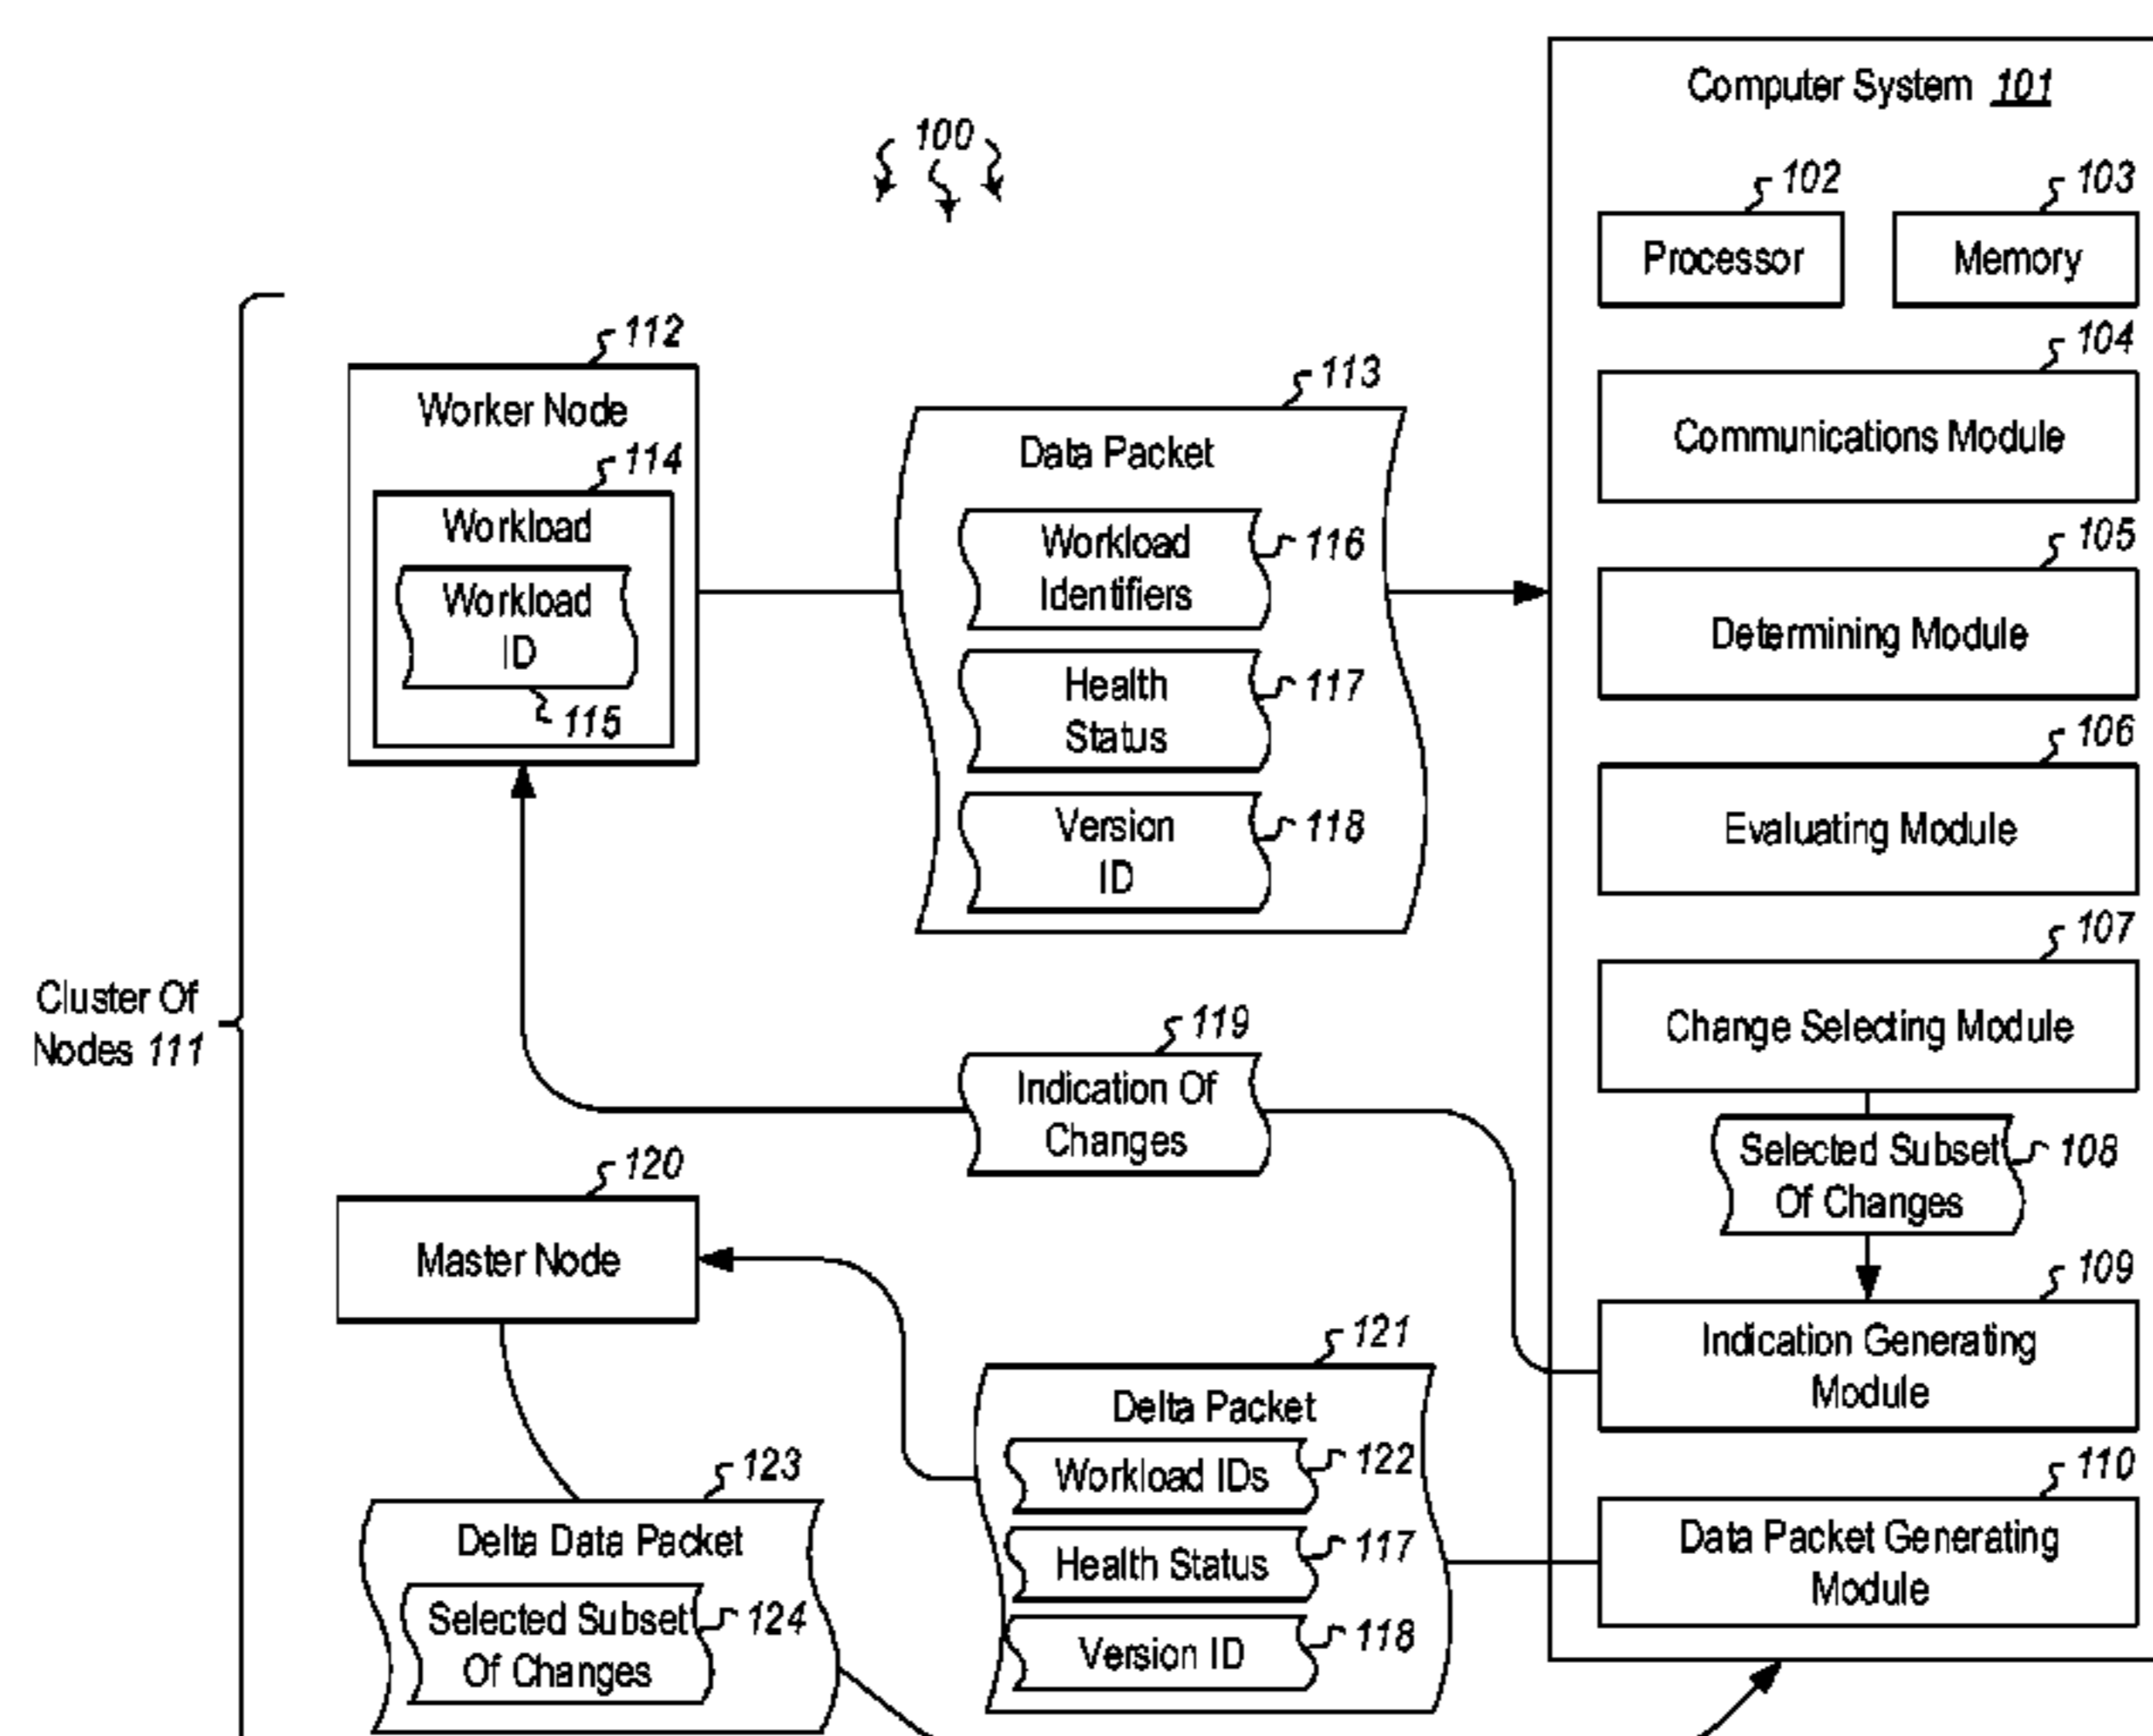 Computer System 101
100
102
103
Processor
Memory
112
104
Worker Node
113
Communications Module
114
Data Packet
Workload
Workload
ID
115
Workload
Identifiers
116
105
Determining Module
Health
Status
117
106
Version
ID
118
Evaluating Module
107
Cluster Of
Nodes 111
119
Change Selecting Module
Indication Of
Changes
Selected Subset
Of Changes
108
120
Master Node
109
121
Indication Generating
Module
Delta Packet
123
Workload IDs
122
110
Delta Data Packet
Health Status
117
Data Packet Generating
Module
Selected Subset
Of Changes
124
Version ID
118